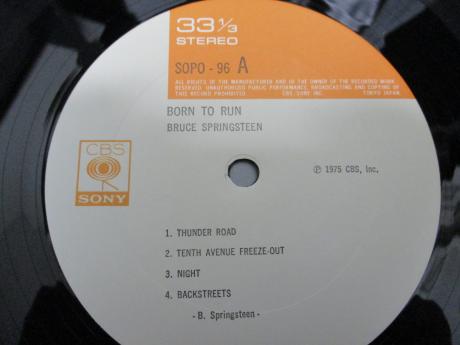 33 1/3
STEREO
SOPO - 96 A
ALL RIGHTS OF THE MANUFACTURER AND OF THE OWNER OF THE RECORDED WORK
RESERVED. UNAUTHORIZED PUBLIC PERFORMANCE, BROADCASTING AND COPYING OF
THIS RECORD PROHIBITED. CBS/SONY INC. TOKYO JAPAN
BORN TO RUN
BRUCE SPRINGSTEEN
CBS
SONY
℗ 1975 CBS, Inc.
1. THUNDER ROAD
2. TENTH AVENUE FREEZE-OUT
3. NIGHT
4. BACKSTREETS
- B. Springsteen -